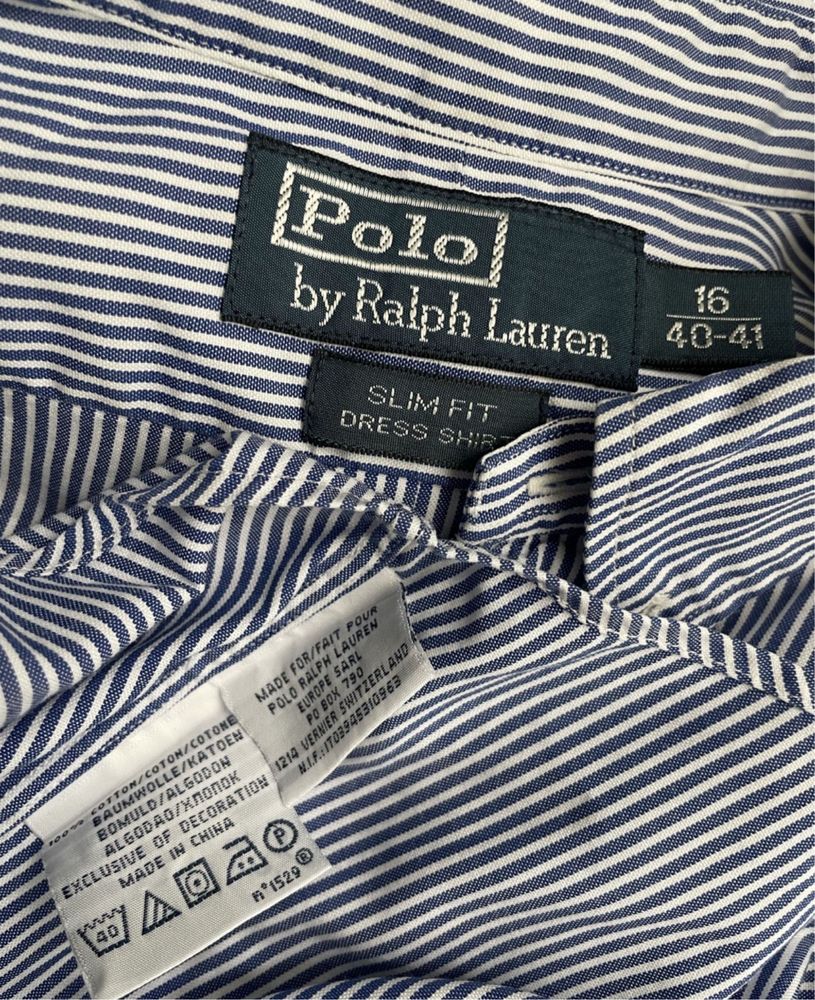 Polo
by Ralph Lauren
16
40-41
SLIM FIT
DRESS SHIR
MADE FOR/FAIT POUR
POLO RALPH LAUREN
EUROPE SARL
PO BOX 790
1214 VERNIER SWITZERLAND
N.I.F.:IT03945310963
100% COTTON/COTON/COTONE
BAUMWOLLE/KATOEN
BOMULD/ALGODON
ALGODAO/ХЛОПОК
EXCLUSIVE OF DECORATION
MADE IN CHINA
40
P
N°1529 ®